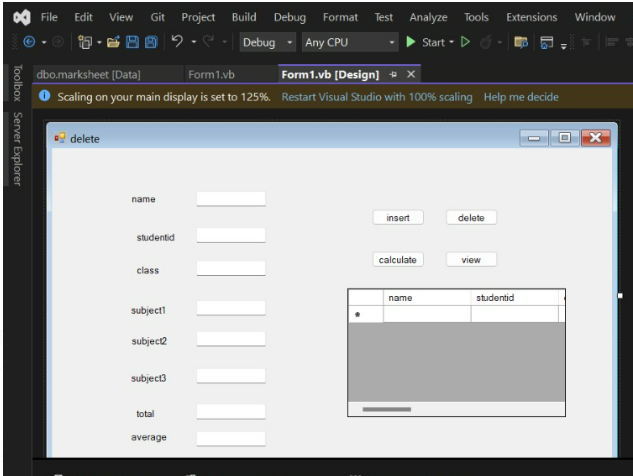 File Edit View Git Project Build Debug Format Test Analyze Tools Extensions Window
Debug Any CPU Start
dbo.marksheet [Data] Form1.vb Form1.vb [Design]
Scaling on your main display is set to 125%. Restart Visual Studio with 100% scaling Help me decide
Toolbox
Server Explorer
delete
name
insert delete
studentid
calculate view
class
name studentid
subject1
subject2
subject3
total
average